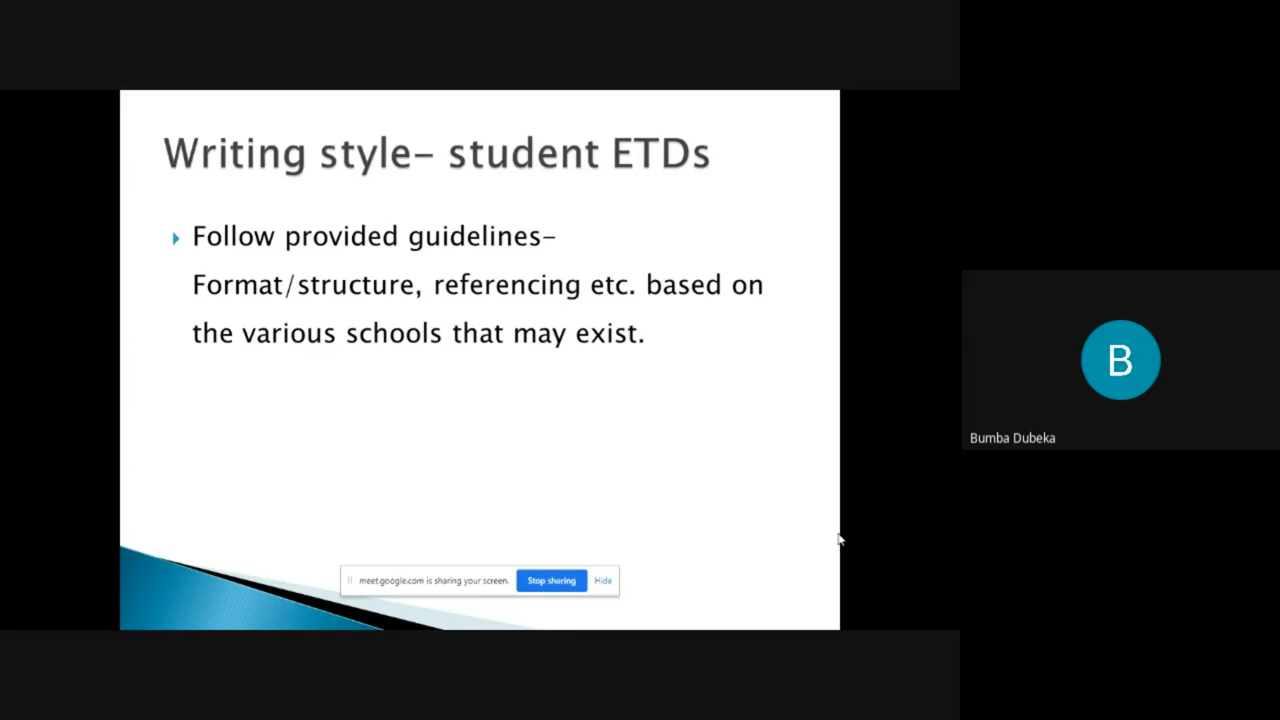 Writing style– student ETDs
Follow provided guidelines–
Format/structure, referencing etc. based on
the various schools that may exist.
meet.google.com is sharing your screen.
Stop sharing
Hide
B
Bumba Dubeka